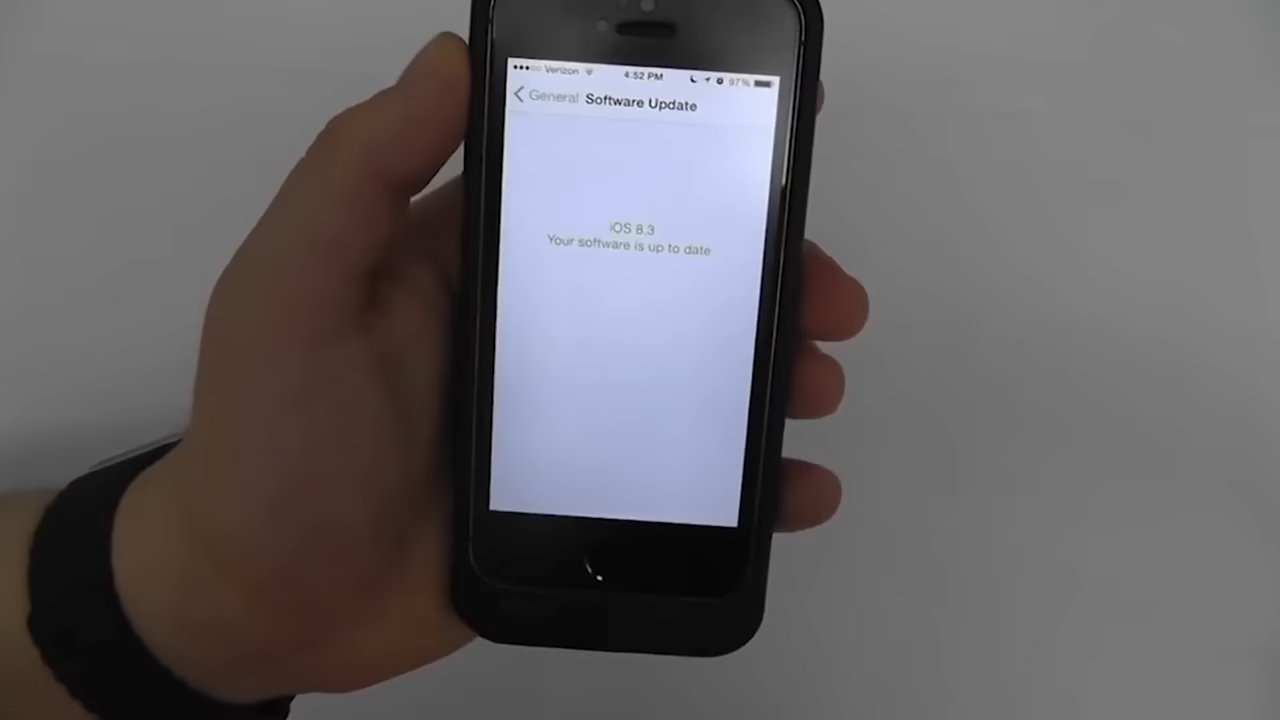 Verizon 4:52 PM 97%
General Software Update
iOS 8.3
Your software is up to date